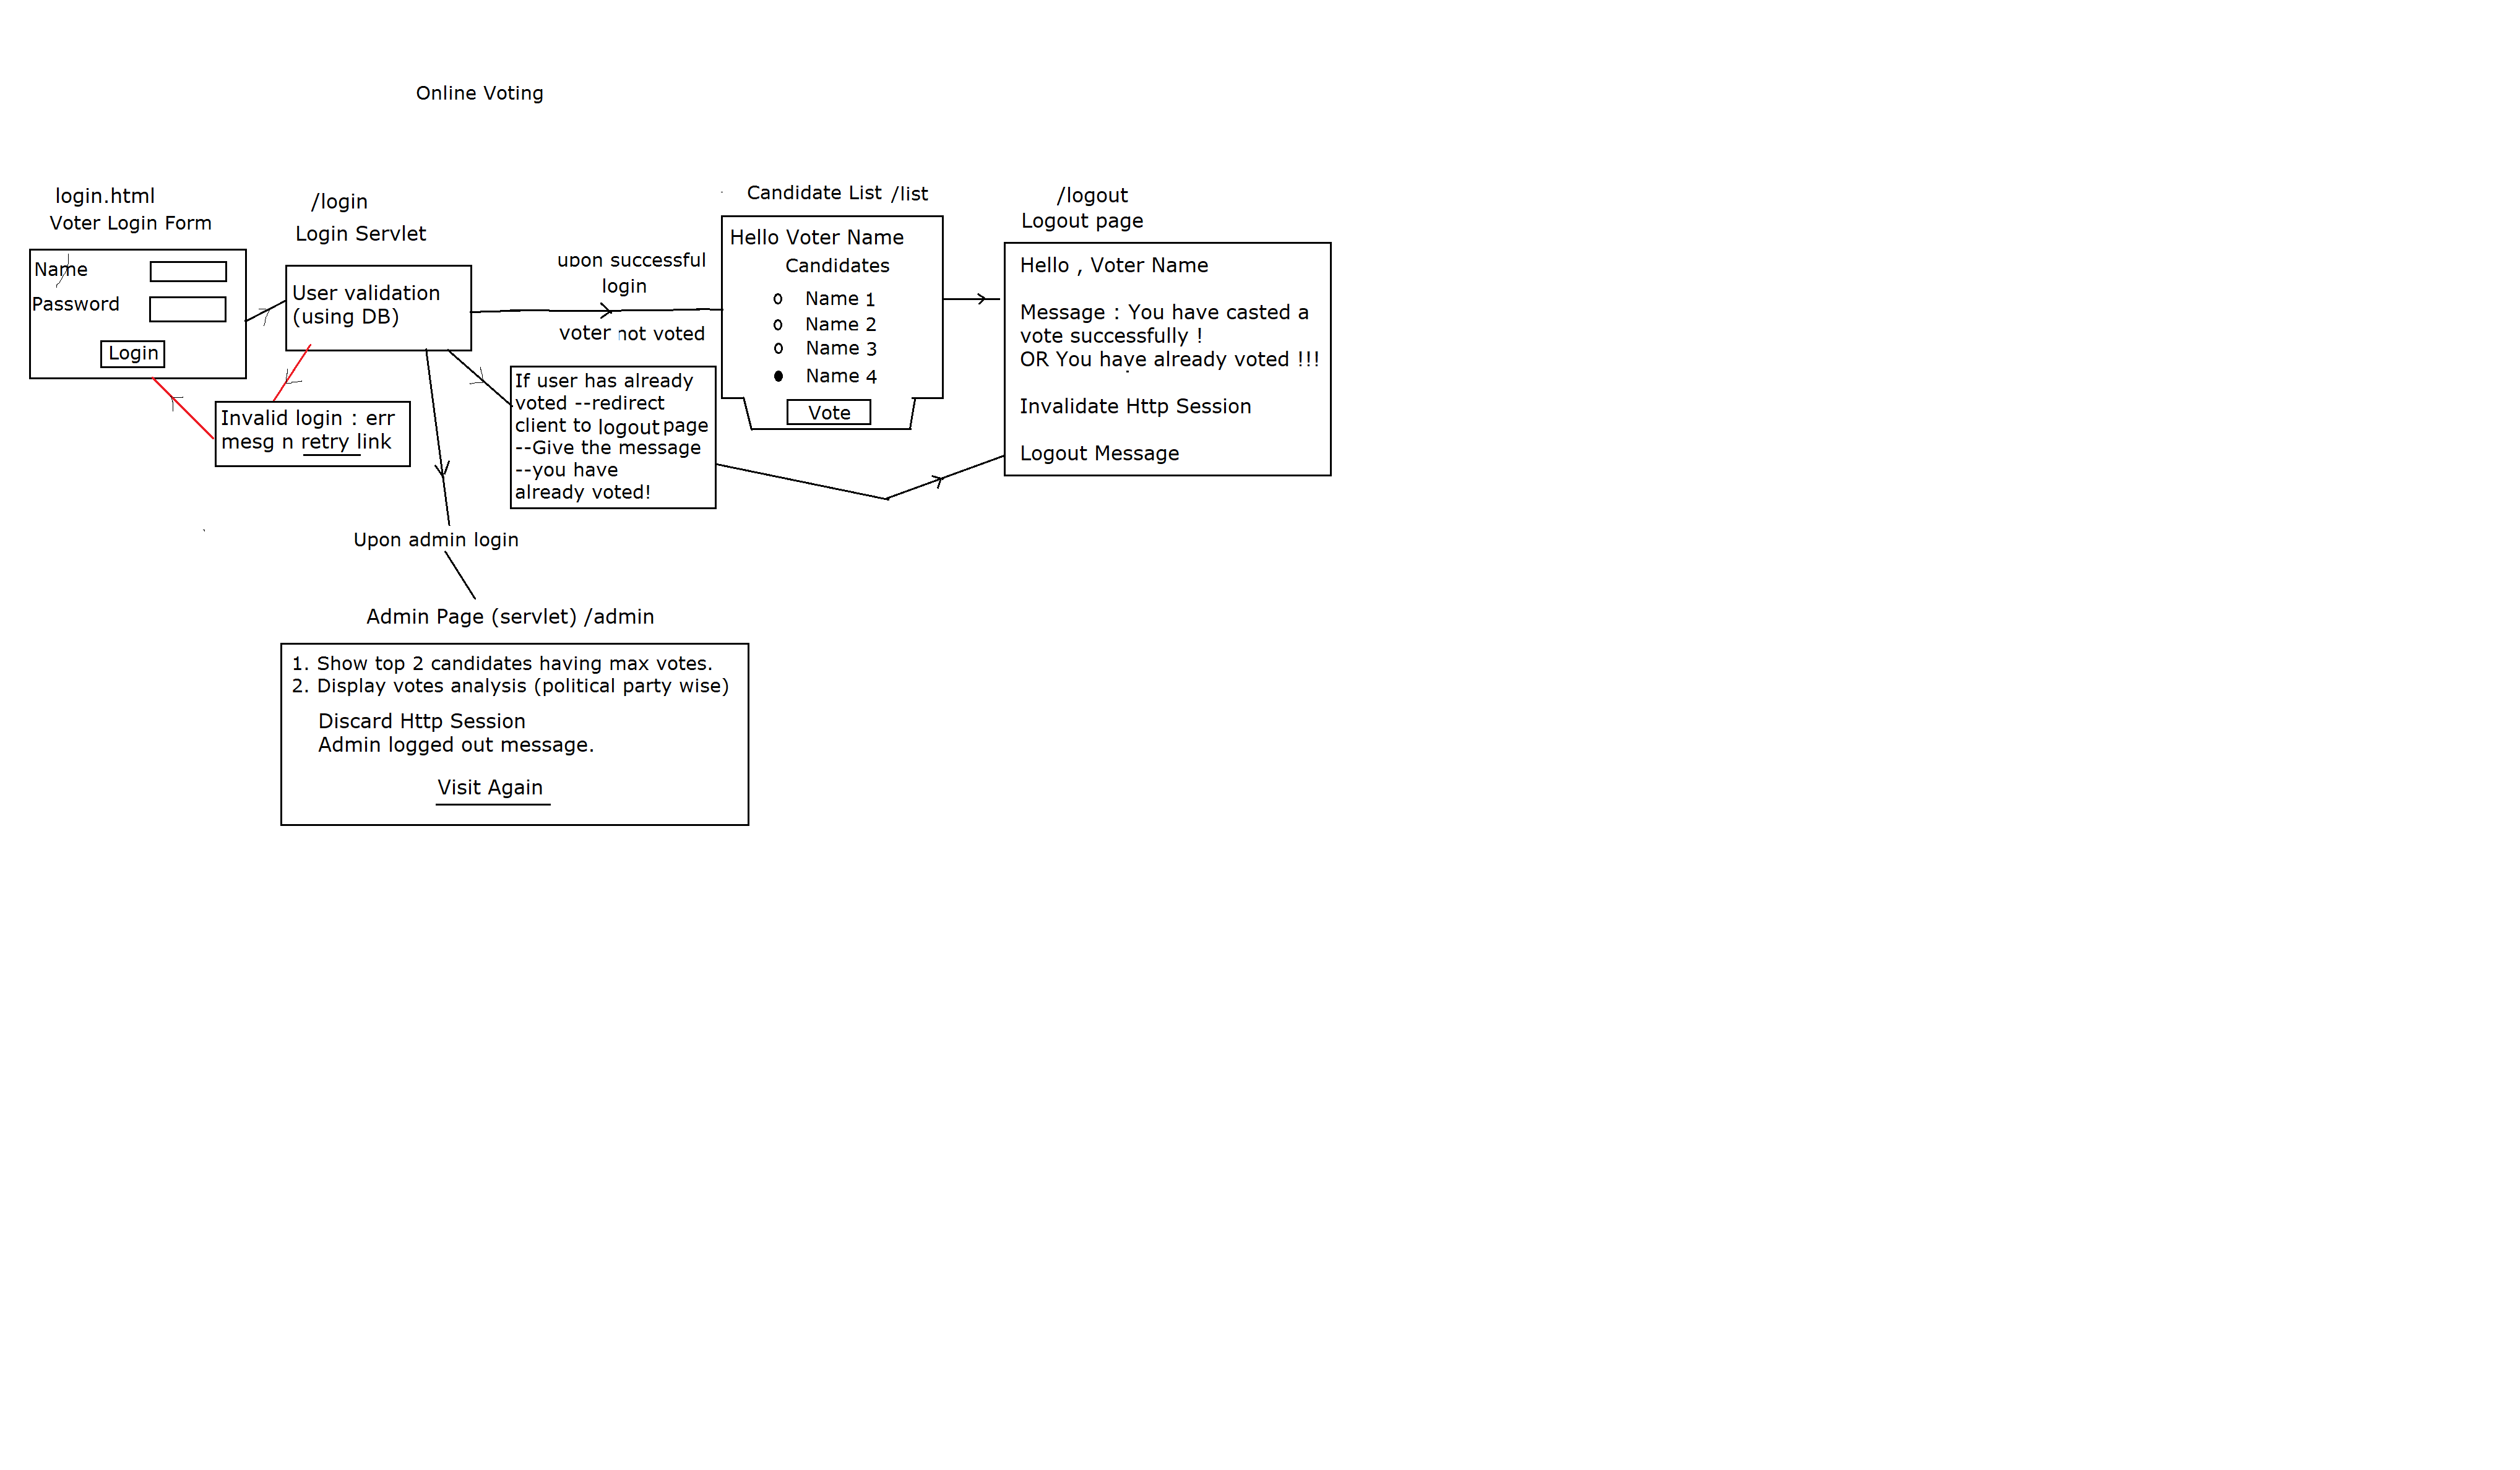 Online Voting
login.html
Voter Login Form
Name
Password
Login
/login
Login Servlet
User validation
(using DB)
Invalid login : err
mesg n retry link
upon successful
login
voter not voted
If user has already
voted --redirect
client to logout page
--Give the message
--you have
already voted!
Candidate List /list
Hello Voter Name
Candidates
Name 1
Name 2
Name 3
Name 4
Vote
/logout
Logout page
Hello , Voter Name
Message : You have casted a
vote successfully !
OR You have already voted !!!
Invalidate Http Session
Logout Message
Upon admin login
Admin Page (servlet) /admin
1. Show top 2 candidates having max votes.
2. Display votes analysis (political party wise)
Discard Http Session
Admin logged out message.
Visit Again